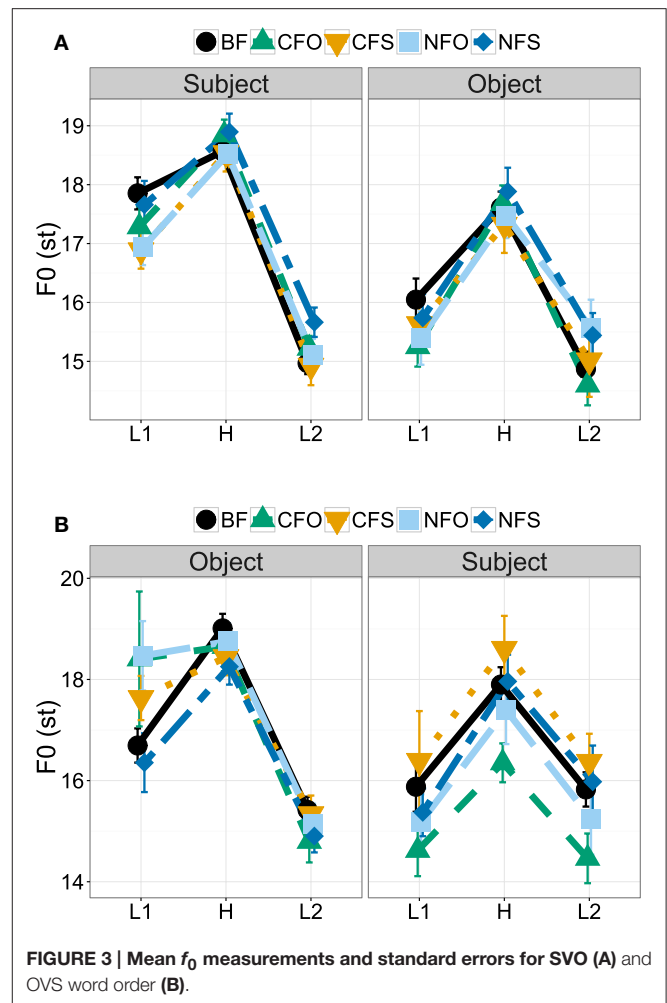 A
BF CFO CFS NFO NFS
Subject Object
19
18
17
16
15
F0 (st)
L1 H L2 L1 H L2
B
BF CFO CFS NFO NFS
Object Subject
20
18
16
14
F0 (st)
L1 H L2 L1 H L2
FIGURE 3 | Mean f0 measurements and standard errors for SVO (A) and
OVS word order (B).